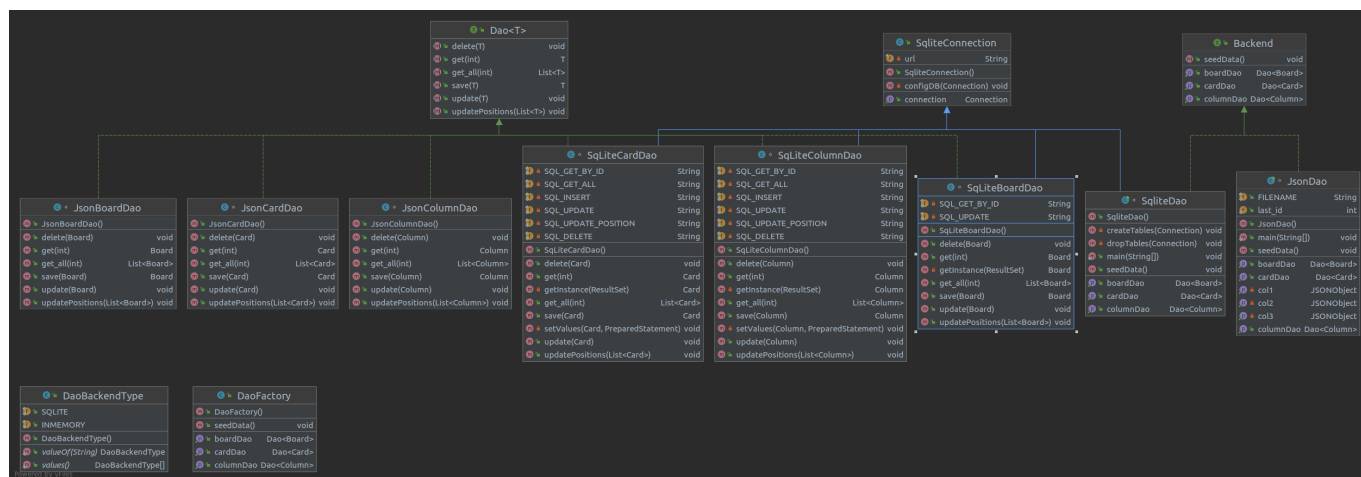 Dao<T>
delete(T) void
get(int) T
get_all(int) List<T>
save(T) T
update(T) void
updatePositions(List<T>) void
SqliteConnection
url String
SqliteConnection()
configDB(Connection) void
connection Connection
Backend
seedData() void
boardDao Dao<Board>
cardDao Dao<Card>
columnDao Dao<Column>
JsonBoardDao
JsonBoardDao()
delete(Board) void
get(int) Board
get_all(int) List<Board>
save(Board) Board
update(Board) void
updatePositions(List<Board>) void
JsonCardDao
JsonCardDao()
delete(Card) void
get(int) Card
get_all(int) List<Card>
save(Card) Card
update(Card) void
updatePositions(List<Card>) void
JsonColumnDao
JsonColumnDao()
delete(Column) void
get(int) Column
get_all(int) List<Column>
save(Column) Column
update(Column) void
updatePositions(List<Column>) void
SqLiteCardDao
SQL_GET_BY_ID String
SQL_GET_ALL String
SQL_INSERT String
SQL_UPDATE String
SQL_UPDATE_POSITION String
SQL_DELETE String
SqLiteCardDao()
delete(Card) void
get(int) Card
getInstance(ResultSet) Card
get_all(int) List<Card>
save(Card) Card
setValues(Card, PreparedStatement) void
update(Card) void
updatePositions(List<Card>) void
SqLiteColumnDao
SQL_GET_BY_ID String
SQL_GET_ALL String
SQL_INSERT String
SQL_UPDATE String
SQL_UPDATE_POSITION String
SQL_DELETE String
SqLiteColumnDao()
delete(Column) void
get(int) Column
getInstance(ResultSet) Column
get_all(int) List<Column>
save(Column) Column
setValues(Column, PreparedStatement) void
update(Column) void
updatePositions(List<Column>) void
SqLiteBoardDao
SQL_GET_BY_ID String
SQL_UPDATE String
SqLiteBoardDao()
delete(Board) void
get(int) Board
getInstance(ResultSet) Board
get_all(int) List<Board>
save(Board) Board
update(Board) void
updatePositions(List<Board>) void
SqliteDao
SqliteDao()
createTables(Connection) void
dropTables(Connection) void
main(String[]) void
seedData() void
boardDao Dao<Board>
cardDao Dao<Card>
columnDao Dao<Column>
JsonDao
FILENAME String
last_id int
JsonDao()
main(String[]) void
seedData() void
boardDao Dao<Board>
cardDao Dao<Card>
col1 JSONObject
col2 JSONObject
col3 JSONObject
columnDao Dao<Column>
DaoBackendType
SQLITE
INMEMORY
DaoBackendType()
valueOf(String) DaoBackendType
values() DaoBackendType[]
Powered by yFiles
DaoFactory
DaoFactory()
seedData() void
boardDao Dao<Board>
cardDao Dao<Card>
columnDao Dao<Column>